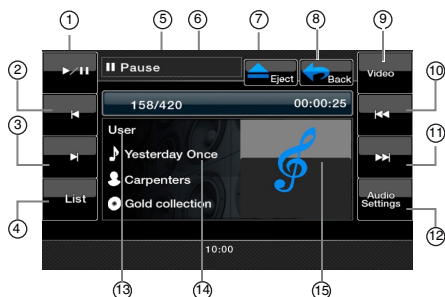 ① ⑤ ⑥ ⑦ ⑧ ⑨
② ③ ④
Pause
Eject
Back
Video
158/420 00:00:25
User
Yesterday Once
Carpenters
Gold collection
List
Audio
Settings
10:00
⑩ ⑪ ⑫
⑬ ⑭ ⑮